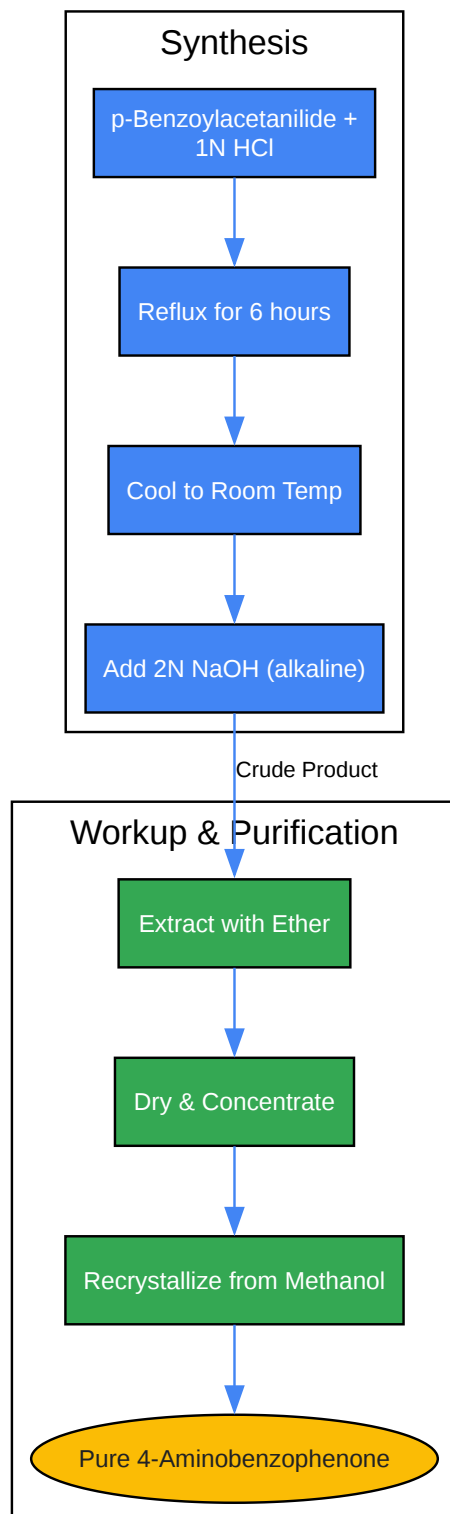 Synthesis
p-Benzoylacetanilide +
1N HCl
Reflux for 6 hours
Cool to Room Temp
Add 2N NaOH (alkaline)
Crude Product
Workup & Purification
Extract with Ether
Dry & Concentrate
Recrystallize from Methanol
Pure 4-Aminobenzophenone